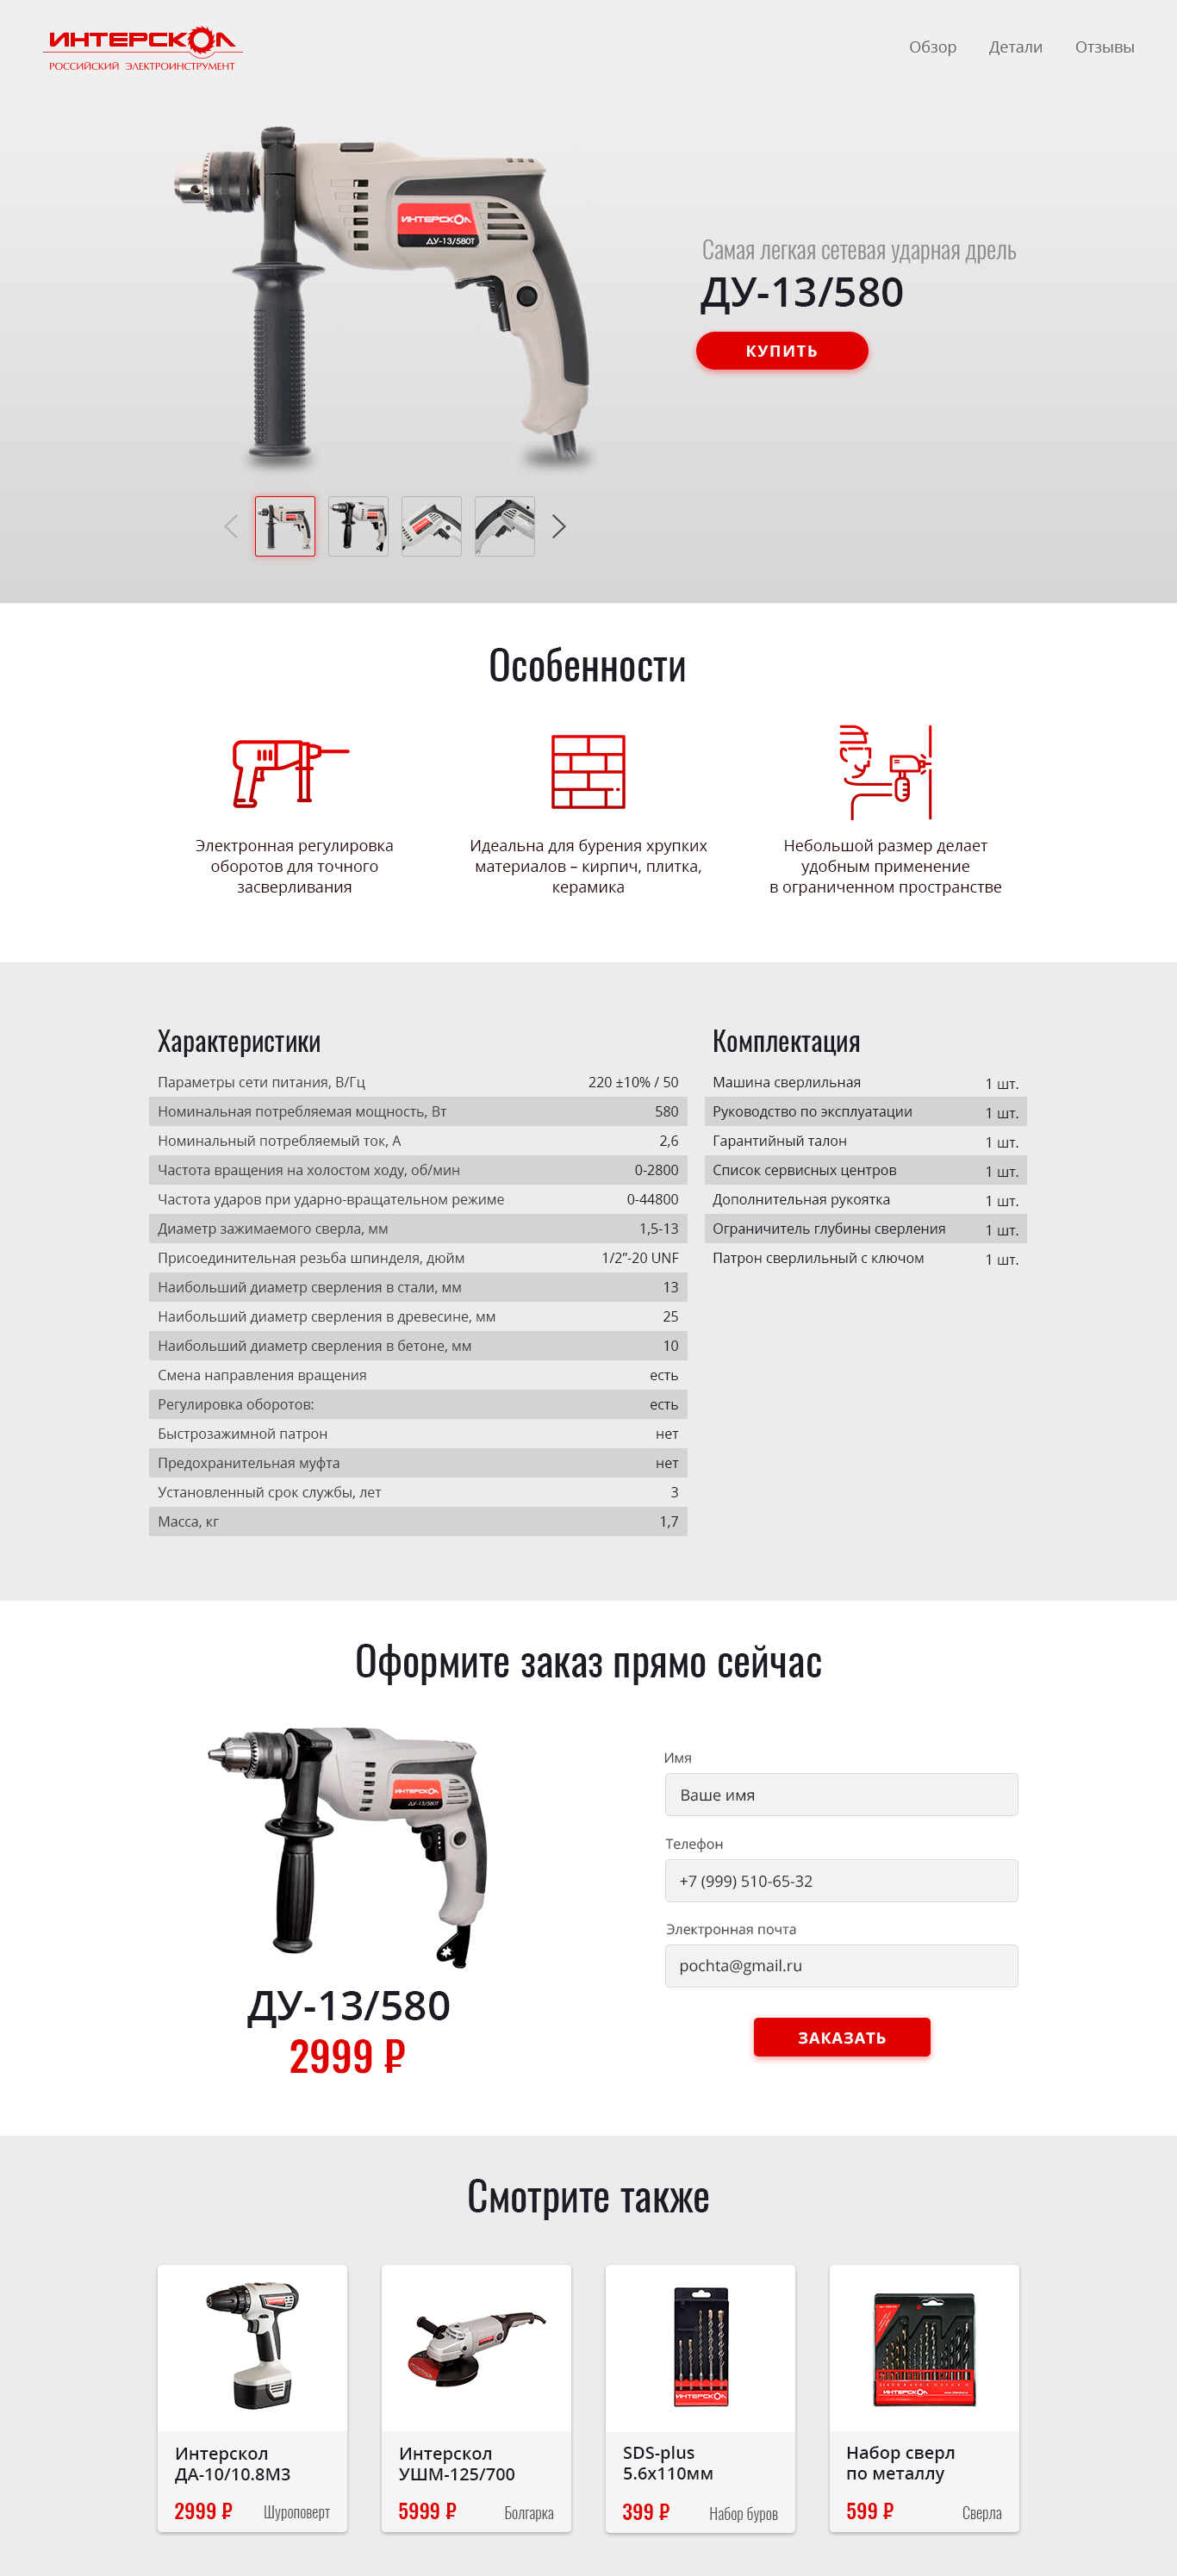 ИНТЕРСКОЛ
РОССИЙСКИЙ ЭЛЕКТРОИНСТРУМЕНТ
Обзор Детали Отзывы
ИНТЕРСКОЛ
ДУ-13/580Т
Самая легкая сетевая ударная дрель
ДУ-13/580
КУПИТЬ
Особенности
Электронная регулировка
оборотов для точного
засверливания
Идеальна для бурения хрупких
материалов – кирпич, плитка,
керамика
Небольшой размер делает
удобным применение
в ограниченном пространстве
Характеристики
Параметры сети питания, В/Гц 220 ±10% / 50
Номинальная потребляемая мощность, Вт 580
Номинальный потребляемый ток, А 2,6
Частота вращения на холостом ходу, об/мин 0-2800
Частота ударов при ударно-вращательном режиме 0-44800
Диаметр зажимаемого сверла, мм 1,5-13
Присоединительная резьба шпинделя, дюйм 1/2”-20 UNF
Наибольший диаметр сверления в стали, мм 13
Наибольший диаметр сверления в древесине, мм 25
Наибольший диаметр сверления в бетоне, мм 10
Смена направления вращения есть
Регулировка оборотов: есть
Быстрозажимной патрон нет
Предохранительная муфта нет
Установленный срок службы, лет 3
Масса, кг 1,7
Комплектация
Машина сверлильная 1 шт.
Руководство по эксплуатации 1 шт.
Гарантийный талон 1 шт.
Список сервисных центров 1 шт.
Дополнительная рукоятка 1 шт.
Ограничитель глубины сверления 1 шт.
Патрон сверлильный с ключом 1 шт.
Оформите заказ прямо сейчас
ИНТЕРСКОЛ
ДУ-13/580Т
ДУ-13/580
2999 ₽
Имя
Ваше имя
Телефон
+7 (999) 510-65-32
Электронная почта
pochta@gmail.ru
ЗАКАЗАТЬ
Смотрите также
Интерскол
ДА-10/10.8М3
2999 ₽ Шуроповерт
Интерскол
УШМ-125/700
5999 ₽ Болгарка
ИНТЕРСКОЛ
SDS-plus
5.6х110мм
399 ₽ Набор буров
ИНТЕРСКОЛ
Набор сверл
по металлу
599 ₽ Сверла